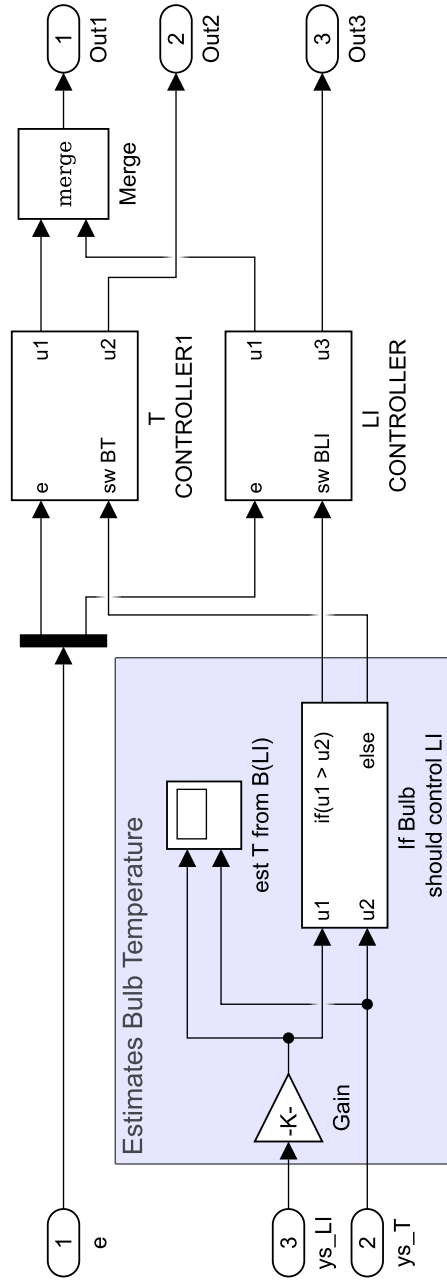 1
e
Estimates Bulb Temperature
3
ys_LI
2
ys_T
-K-
Gain
est T from B(LI)
u1
if(u1 > u2)
u2
else
If Bulb
should control LI
e
u1
sw BT
u2
T
CONTROLLER1
e
u1
sw BLI
u3
LI
CONTROLLER
merge
Merge
1
Out1
2
Out2
3
Out3